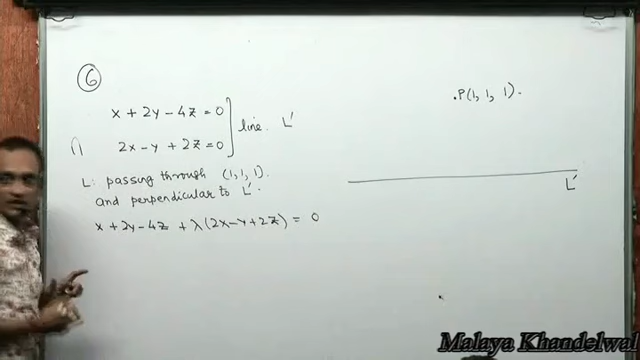 6
x + 2y - 4z = 0
∩ 2x - y + 2z = 0
line. L'
L: passing through (1, 1, 1).
and perpendicular to L'.
x + 2y - 4z + λ(2x - y + 2z) = 0
.P(1, 1, 1).
L'
Malaya Khandelwal